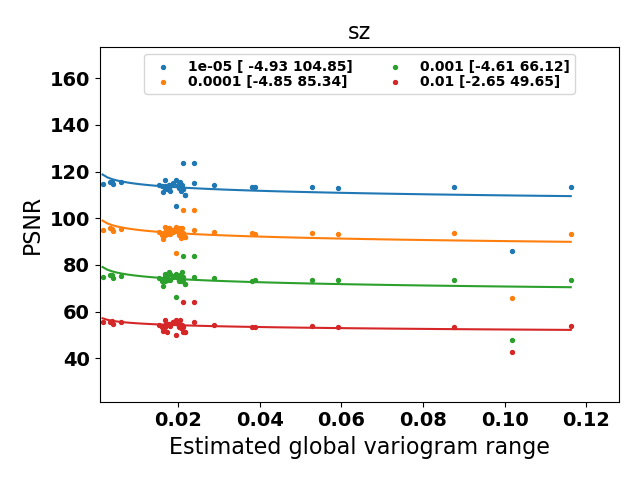 sz
1e-05 [ -4.93 104.85]
0.0001 [-4.85 85.34]
0.001 [-4.61 66.12]
0.01 [-2.65 49.65]
PSNR
160
140
120
100
80
60
40
0.02 0.04 0.06 0.08 0.10 0.12
Estimated global variogram range